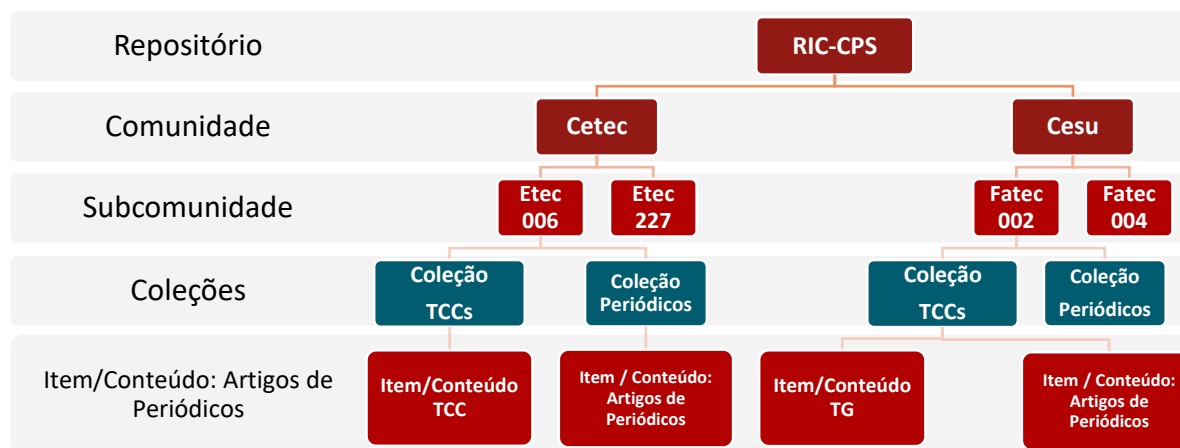 Repositório
RIC-CPS
Comunidade
Cetec
Cesu
Subcomunidade
Etec
006
Etec
227
Fatec
002
Fatec
004
Coleções
Coleção
TCCs
Coleção
Periódicos
Coleção
TCCs
Coleção
Periódicos
Item/Conteúdo: Artigos de
Periódicos
Item/Conteúdo
TCC
Item / Conteúdo:
Artigos de
Periódicos
Item/Conteúdo
TG
Item / Conteúdo:
Artigos de
Periódicos